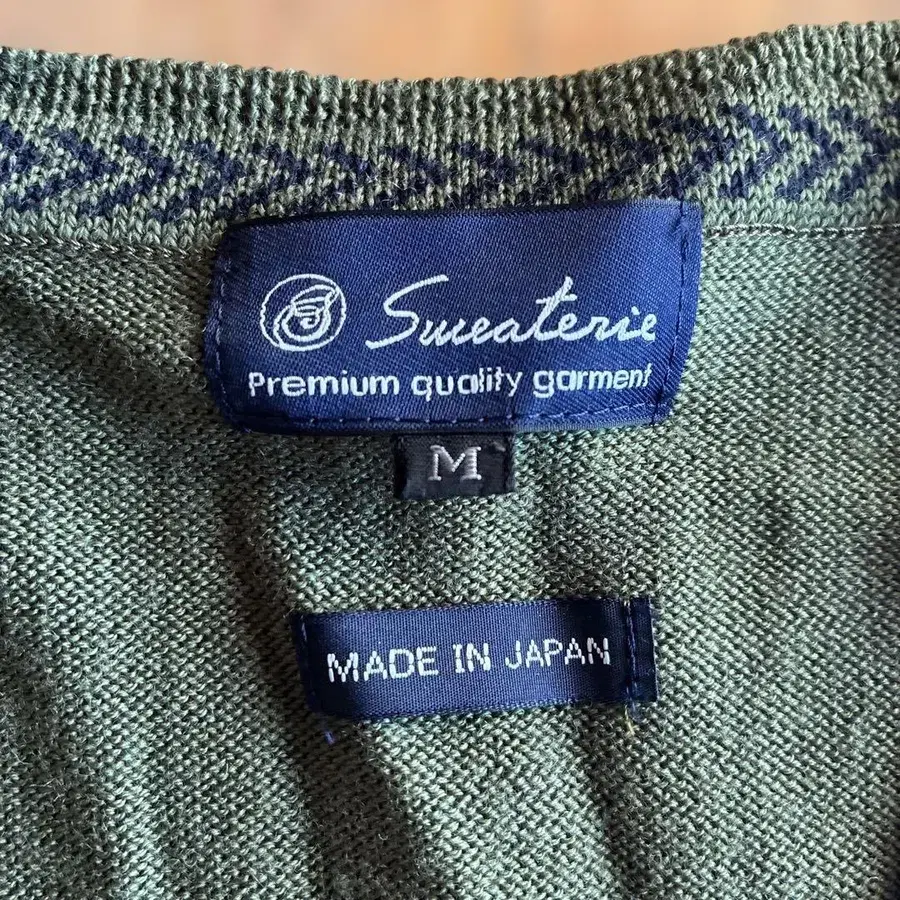 Sweaterie
Premium quality garment
M
MADE IN JAPAN